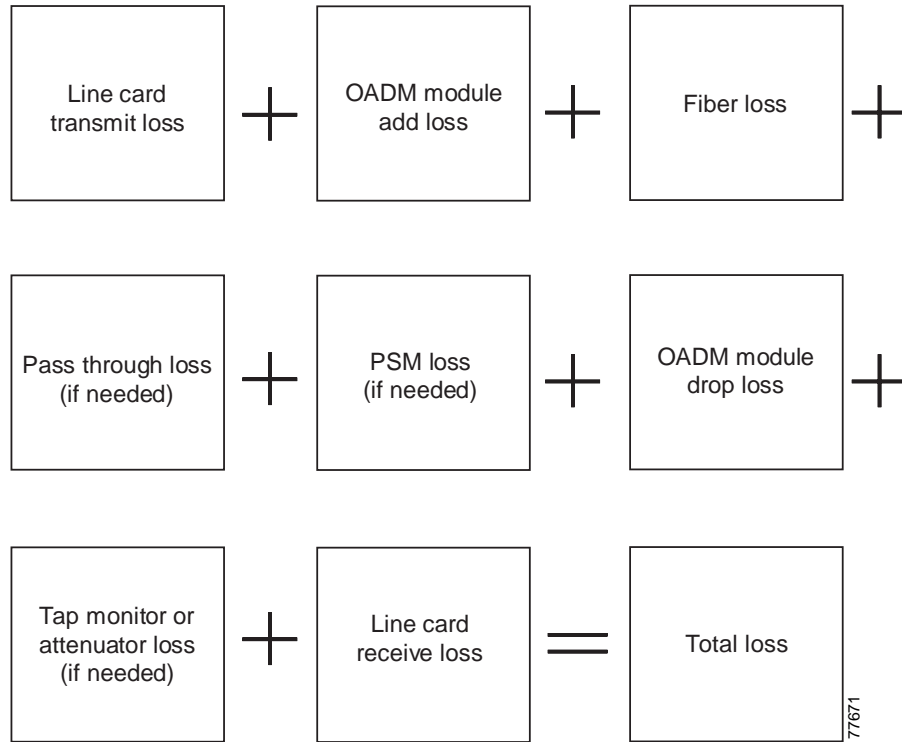 Line card
transmit loss
+
OADM module
add loss
+
Fiber loss
+
Pass through loss
(if needed)
+
PSM loss
(if needed)
+
OADM module
drop loss
+
Tap monitor or
attenuator loss
(if needed)
+
Line card
receive loss
=
Total loss
77671